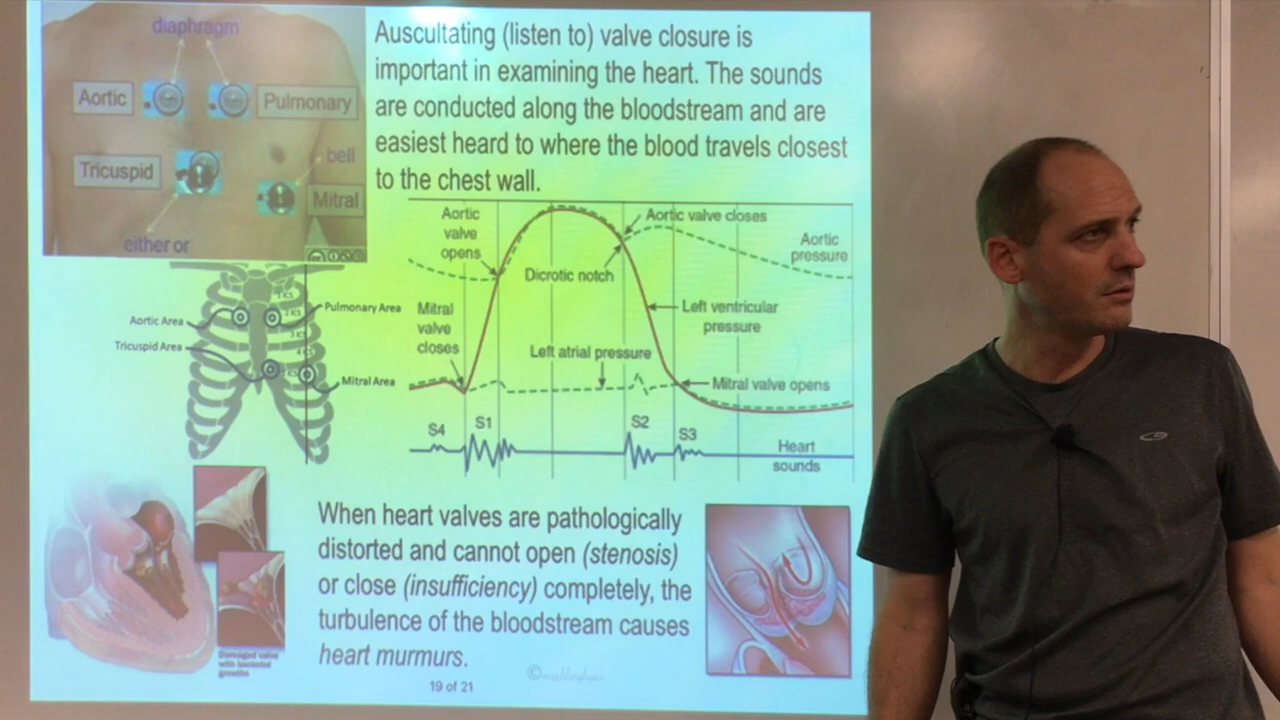 diaphragm
Aortic
Pulmonary
Tricuspid
bell
Mitral
either or
Auscultating (listen to) valve closure is
important in examining the heart. The sounds
are conducted along the bloodstream and are
easiest heard to where the blood travels closest
to the chest wall.
Aortic Area
Pulmonary Area
Tricuspid Area
Mitral Area
Aortic
valve
opens
Aortic valve closes
Aortic
pressure
Dicrotic notch
Mitral
valve
closes
Left ventricular
pressure
Left atrial pressure
Mitral valve opens
S4
S1
S2
S3
Heart
sounds
Damaged valve
with bacterial
growths
When heart valves are pathologically
distorted and cannot open (stenosis)
or close (insufficiency) completely, the
turbulence of the bloodstream causes
heart murmurs.
19 of 21